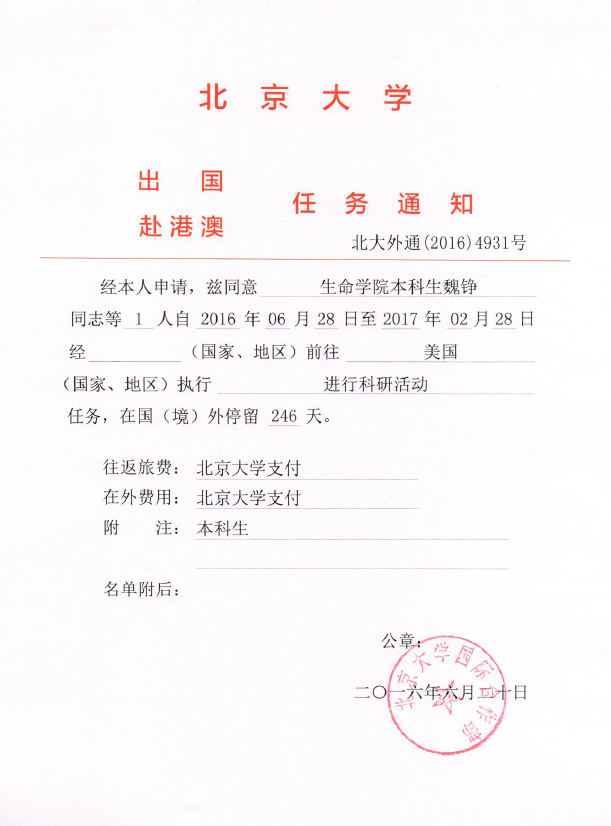 北京大学
出国
赴港澳
任务通知
北大外通(2016)4931号
经本人申请，兹同意 生命学院本科生魏铮
同志等 1 人自 2016 年 06 月 28 日至 2017 年 02 月 28 日
经 （国家、地区）前往 美国
（国家、地区）执行 进行科研活动
任务，在国（境）外停留 246 天。
往返旅费： 北京大学支付
在外费用： 北京大学支付
附 注： 本科生
名单附后：
公章：
二〇一六年六月二十日
北京大学国际合作部